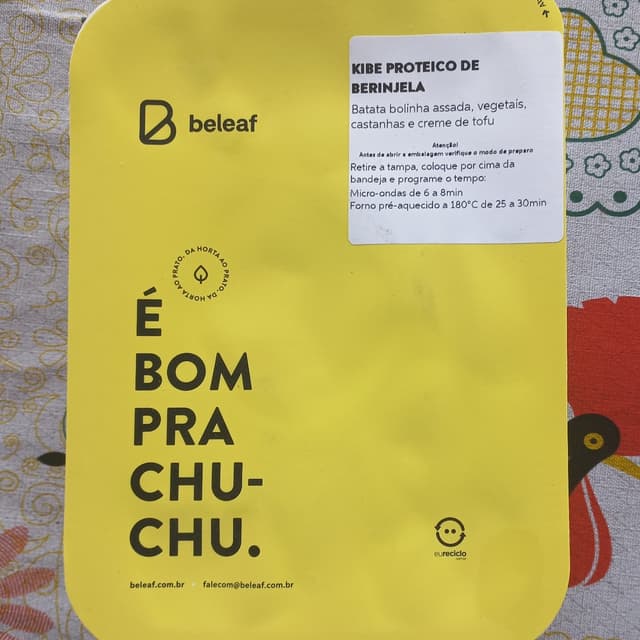 beleaf
KIBE PROTEICO DE
BERINJELA
Batata bolinha assada, vegetais,
castanhas e creme de tofu
Atenção!
Antes de abrir a embalagem verifique o modo de preparo
Retire a tampa, coloque por cima da
bandeja e programe o tempo:
Micro-ondas de 6 a 8min
Forno pré-aquecido a 180°C de 25 a 30min
DA HORTA AO PRATO. DA HORTA AO PRATO.
É
BOM
PRA
CHU-
CHU.
eureciclo
beleaf.com.br falecom@beleaf.com.br